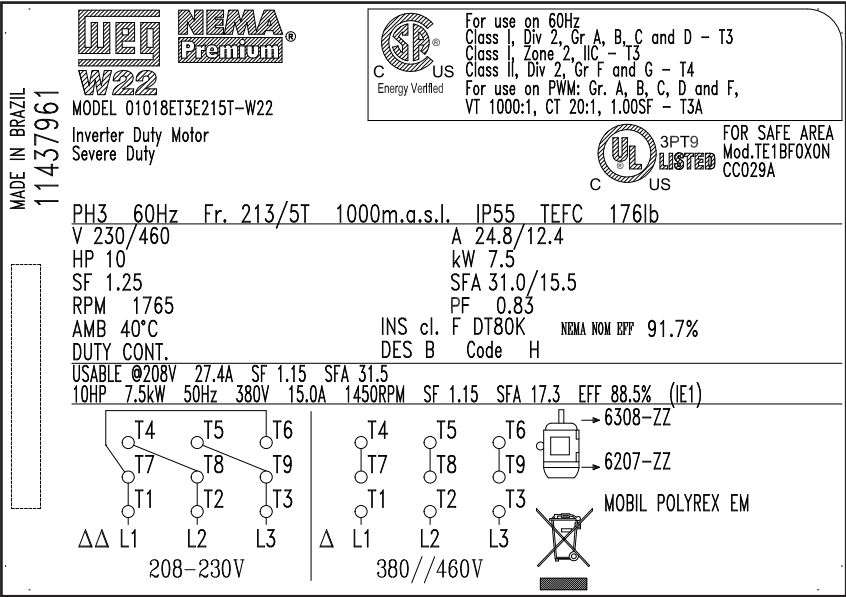 WEG
W22
NEMA
Premium®
MADE IN BRAZIL
11437961
MODEL 01018ET3E215T-W22
Inverter Duty Motor
Severe Duty
C SA ® US
Energy Verified
For use on 60Hz
Class I, Div 2, Gr A, B, C and D - T3
Class I, Zone 2, IIC - T3
Class II, Div 2, Gr F and G - T4
For use on PWM: Gr. A, B, C, D and F,
VT 1000:1, CT 20:1, 1.00SF - T3A
C UL ® US
3PT9
LISTED
FOR SAFE AREA
Mod.TE1BFOXON
CC029A
PH3 60Hz Fr. 213/5T 1000m.a.s.l. IP55 TEFC 176lb
V 230/460 A 24.8/12.4
HP 10 kW 7.5
SF 1.25 SFA 31.0/15.5
RPM 1765 PF 0.83
AMB 40°C INS cl. F DT80K NEMA NOM EFF 91.7%
DUTY CONT. DES B Code H
USABLE @208V 27.4A SF 1.15 SFA 31.5
10HP 7.5kW 50Hz 380V 15.0A 1450RPM SF 1.15 SFA 17.3 EFF 88.5% (IE1)
T4 T5 T6
T7 T8 T9
T1 T2 T3
ΔΔ L1 L2 L3
208-230V
T4 T5 T6
T7 T8 T9
T1 T2 T3
Δ L1 L2 L3
380//460V
6308-ZZ
6207-ZZ
MOBIL POLYREX EM